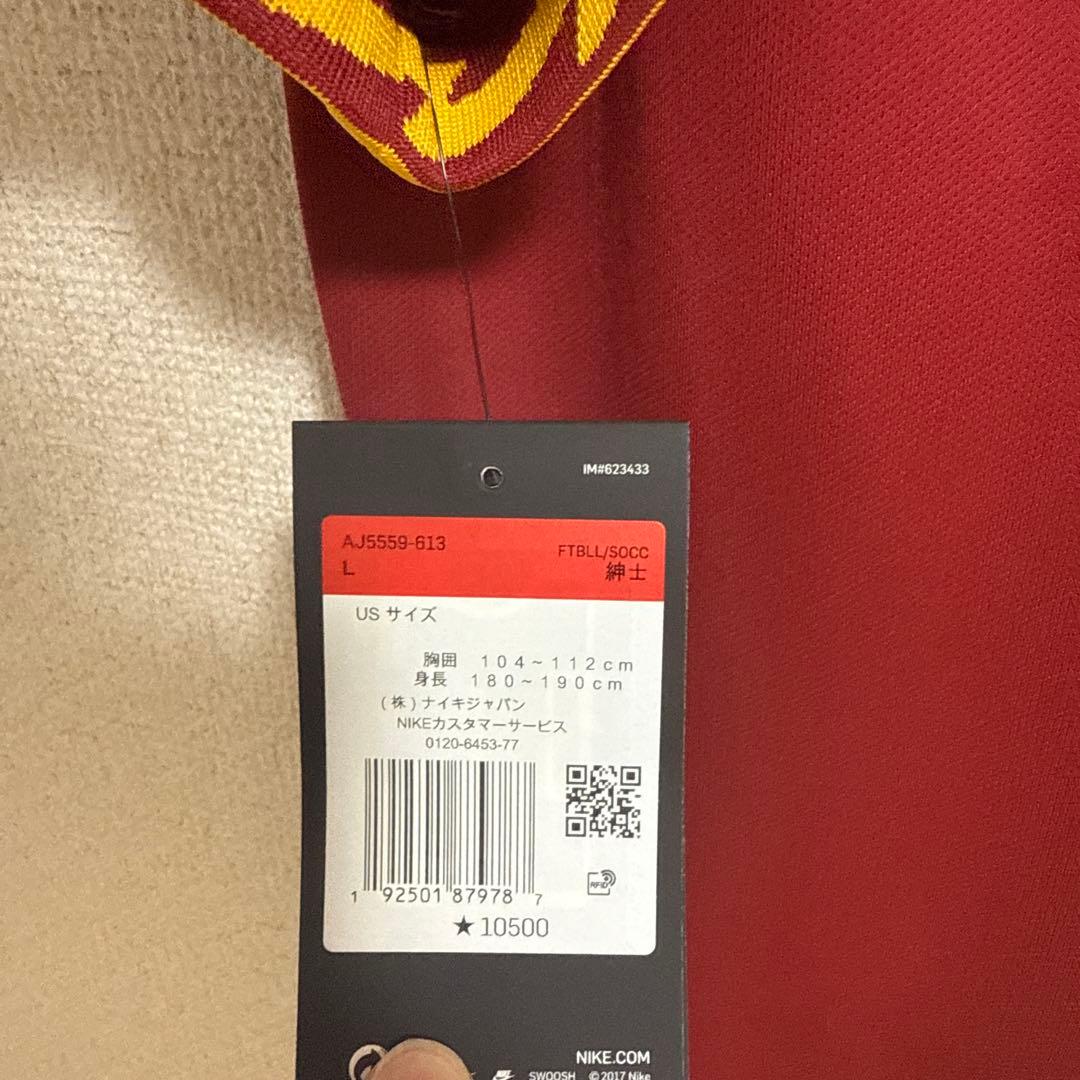 IM#623433
AJ5559-613
FTBLL/SOCC
L
紳士
US サイズ
胸囲 104~112cm
身長 180~190cm
(株)ナイキジャパン
NIKEカスタマーサービス
0120-6453-77
RFID
1 92501 87978 7
★10500
NIKE.COM
SWOOSH ©2017 Nike